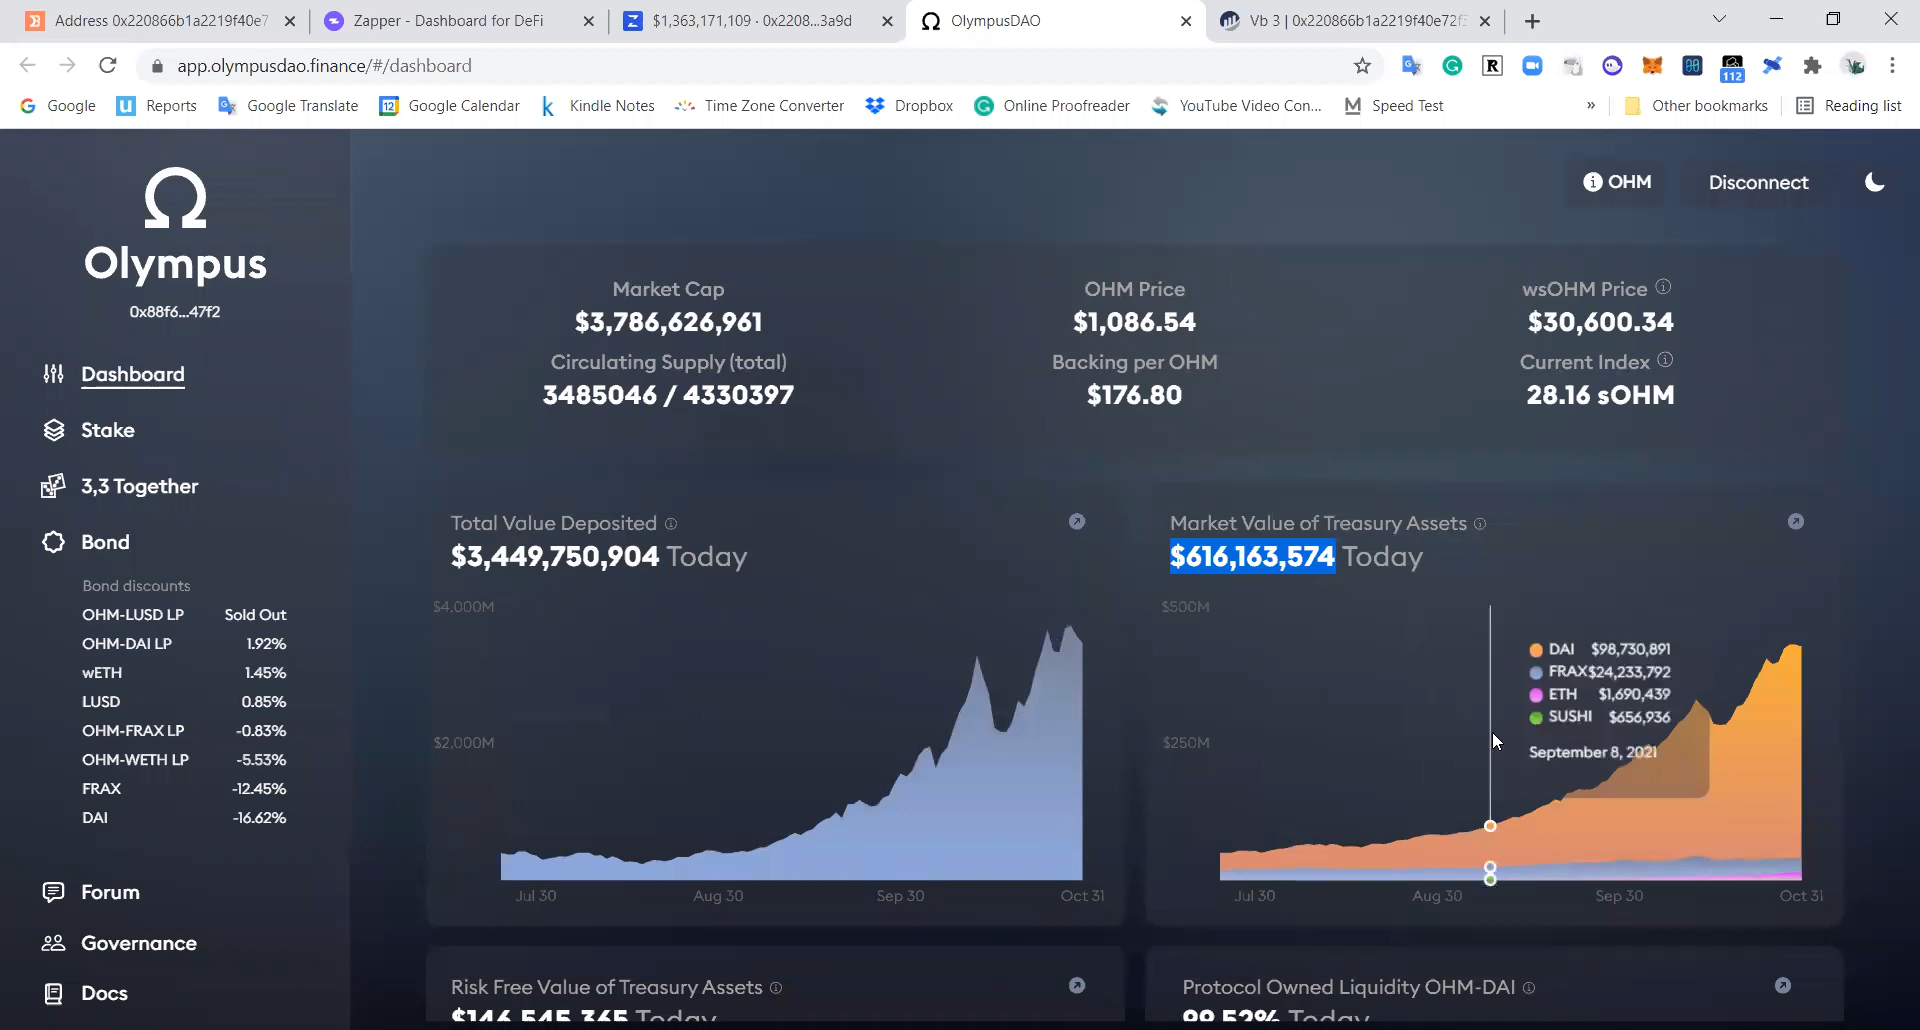 Address 0x220866b1a2219f40e7
Zapper - Dashboard for DeFi
$1,363,171,109 · 0x2208...3a9d
OlympusDAO
Vb 3 | 0x220866b1a2219f40e72f
app.olympusdao.finance/#/dashboard
112
Google
Reports
Google Translate
Google Calendar
Kindle Notes
Time Zone Converter
Dropbox
Online Proofreader
YouTube Video Con...
Speed Test
»
Other bookmarks
Reading list
Olympus
0x88f6...47f2
Dashboard
Stake
3,3 Together
Bond
Bond discounts
OHM-LUSD LP Sold Out
OHM-DAI LP 1.92%
wETH 1.45%
LUSD 0.85%
OHM-FRAX LP -0.83%
OHM-WETH LP -5.53%
FRAX -12.45%
DAI -16.62%
Forum
Governance
Docs
OHM
Disconnect
Market Cap
$3,786,626,961
OHM Price
$1,086.54
wsOHM Price
$30,600.34
Circulating Supply (total)
3485046 / 4330397
Backing per OHM
$176.80
Current Index
28.16 sOHM
Total Value Deposited
$3,449,750,904 Today
$4,000M
$2,000M
Jul 30
Aug 30
Sep 30
Oct 31
Market Value of Treasury Assets
$616,163,574 Today
$500M
$250M
DAI $98,730,891
FRAX $24,233,792
ETH $1,690,439
SUSHI $656,936
September 8, 2021
Jul 30
Aug 30
Sep 30
Oct 31
Risk Free Value of Treasury Assets
$146,545,365 Today
Protocol Owned Liquidity OHM-DAI
99.52% Today